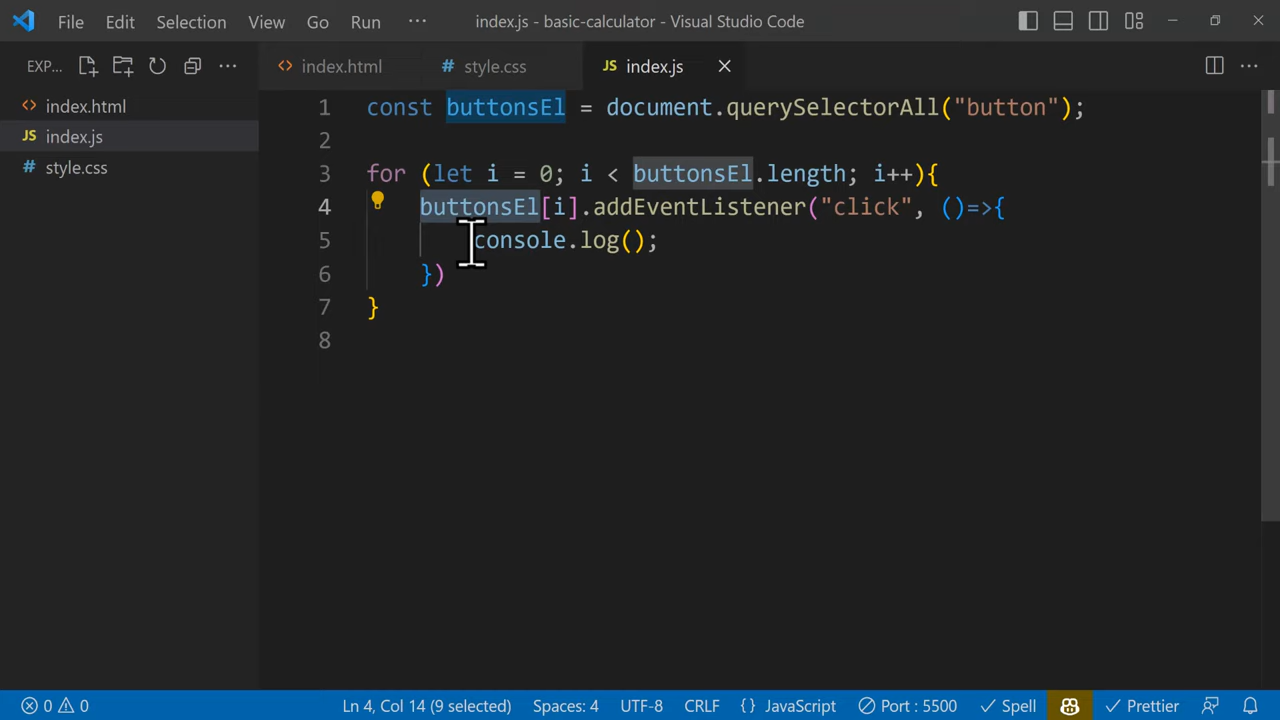 File Edit Selection View Go Run ··· index.js - basic-calculator - Visual Studio Code
EXP... ··· <> index.html # style.css JS index.js ···
<> index.html
JS index.js
# style.css
1 const buttonsEl = document.querySelectorAll("button");
2
3 for (let i = 0; i < buttonsEl.length; i++){
4 buttonsEl[i].addEventListener("click", ()=>{
5 console.log();
6 })
7 }
8
0 0 Ln 4, Col 14 (9 selected) Spaces: 4 UTF-8 CRLF {} JavaScript Port : 5500 Spell Prettier